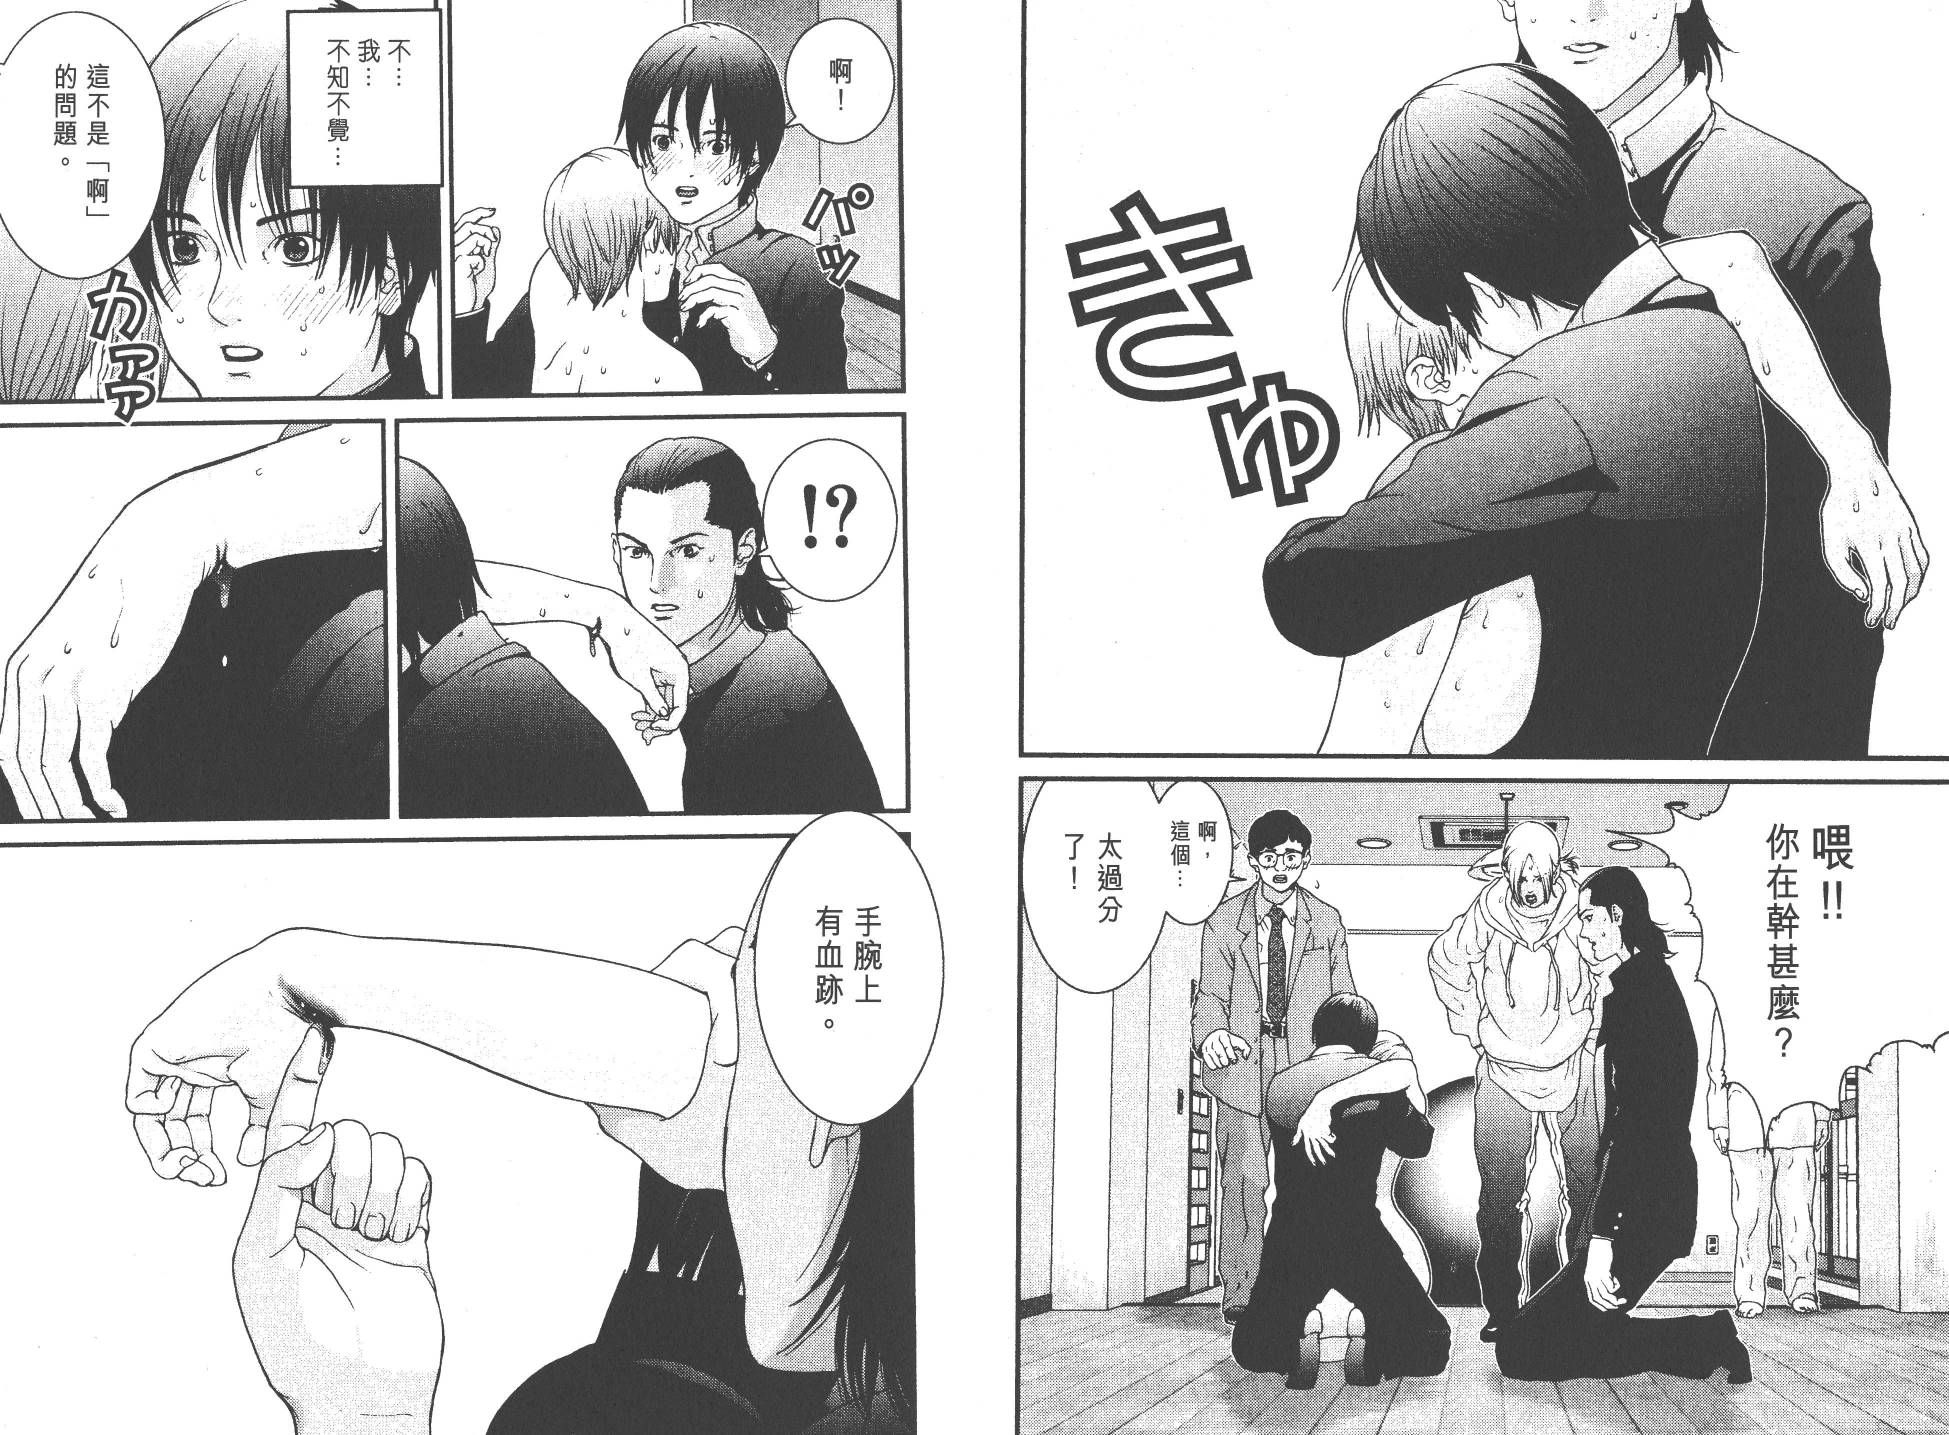 きゅ
喂!!
你在幹甚麼?
啊,
這個…
太過分
了!
啊!
パッ
不…
我…
不知不覺…
這不是「啊」
的問題。
カアァァ
!?
手腕上
有血跡。